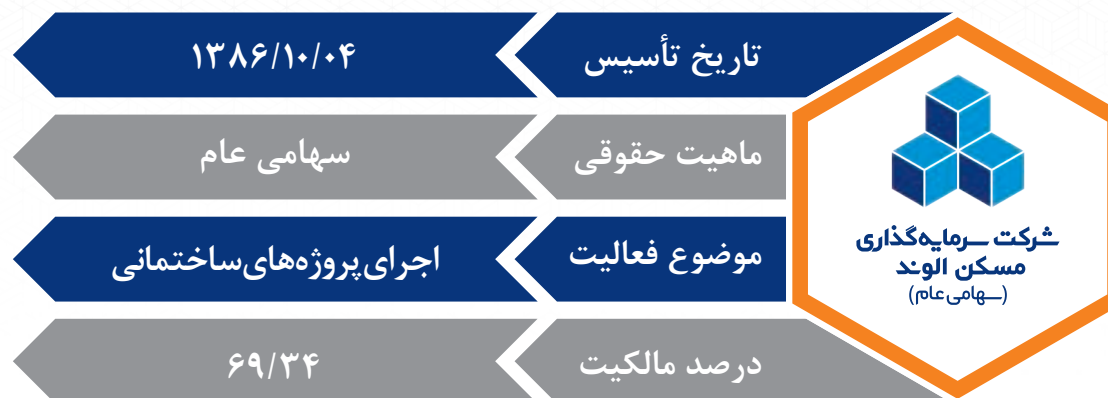 تاریخ تأسیس ۱۳۸۶/۱۰/۰۴
ماهیت حقوقی سهامی عام
موضوع فعالیت اجرای پروژه‌های ساختمانی
درصد مالکیت ۶۹/۳۴
شرکت سرمایه‌گذاری
مسکن الوند
(سهامی عام)